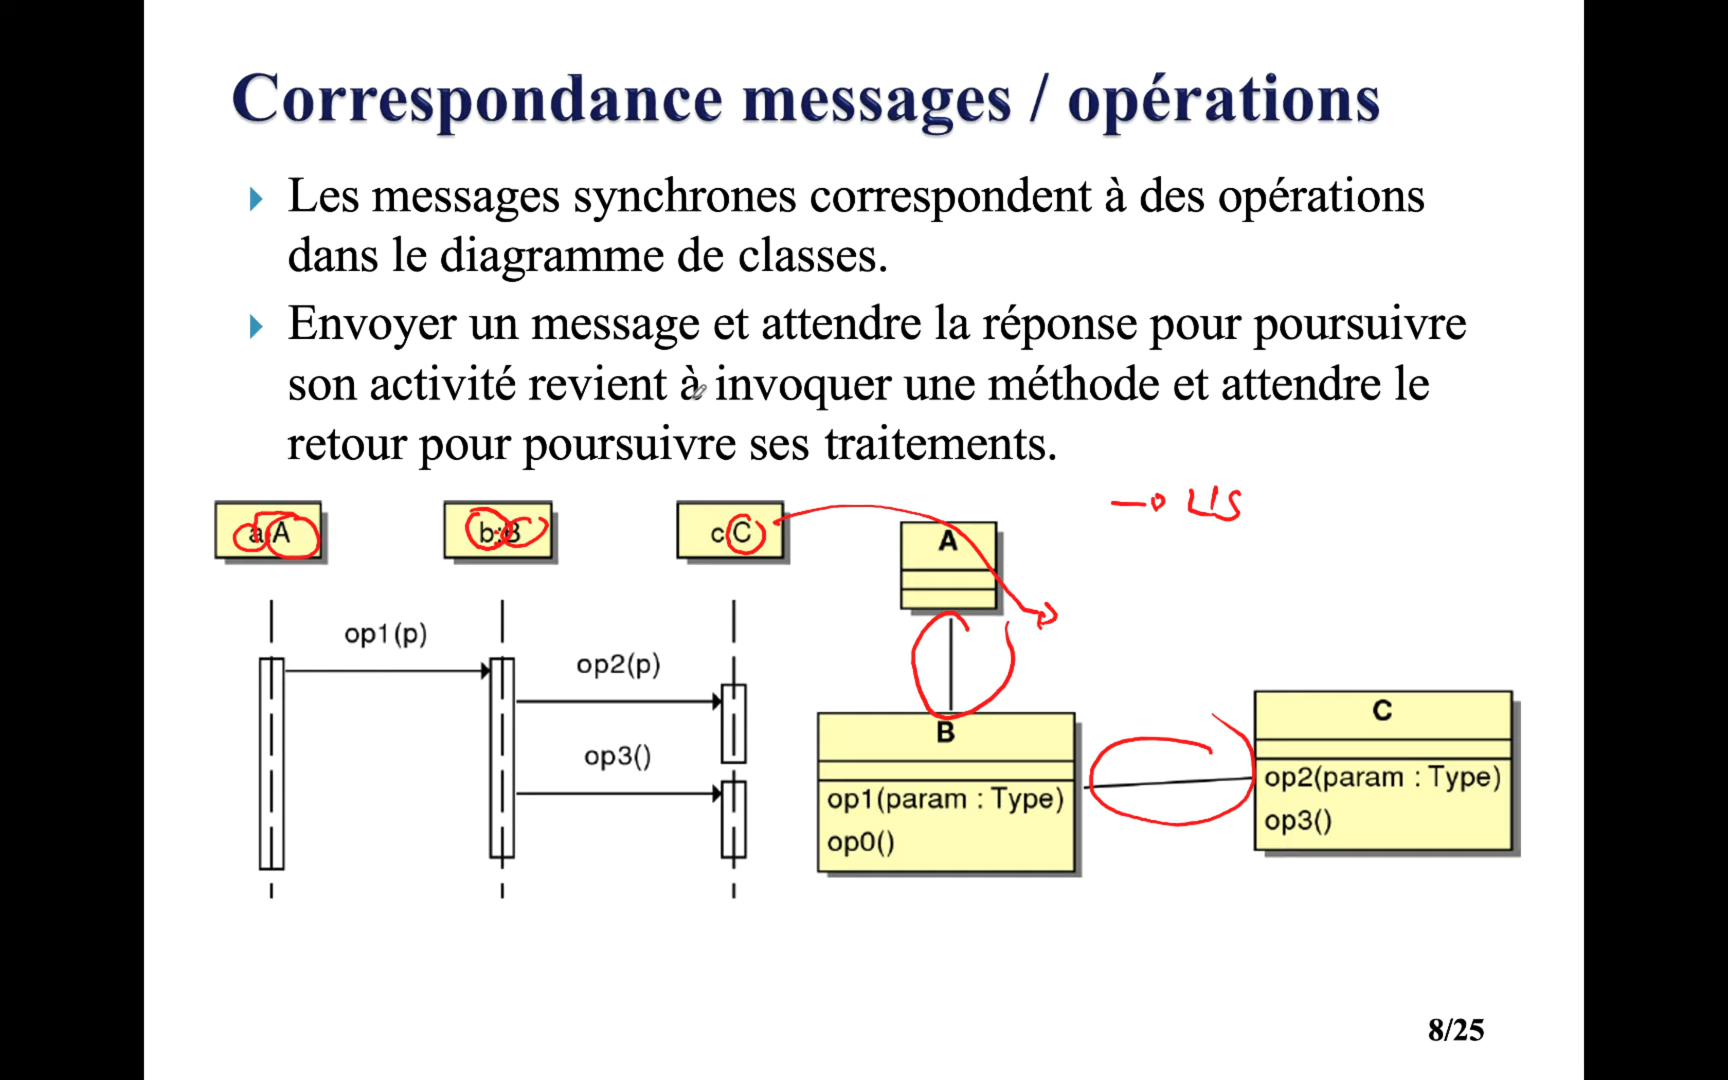 Correspondance messages / opérations
Les messages synchrones correspondent à des opérations
dans le diagramme de classes.
Envoyer un message et attendre la réponse pour poursuivre
son activité revient à invoquer une méthode et attendre le
retour pour poursuivre ses traitements.
a:A
b:B
c:C
op1(p)
op2(p)
op3()
A
B
op1(param : Type)
op0()
C
op2(param : Type)
op3()
8/25